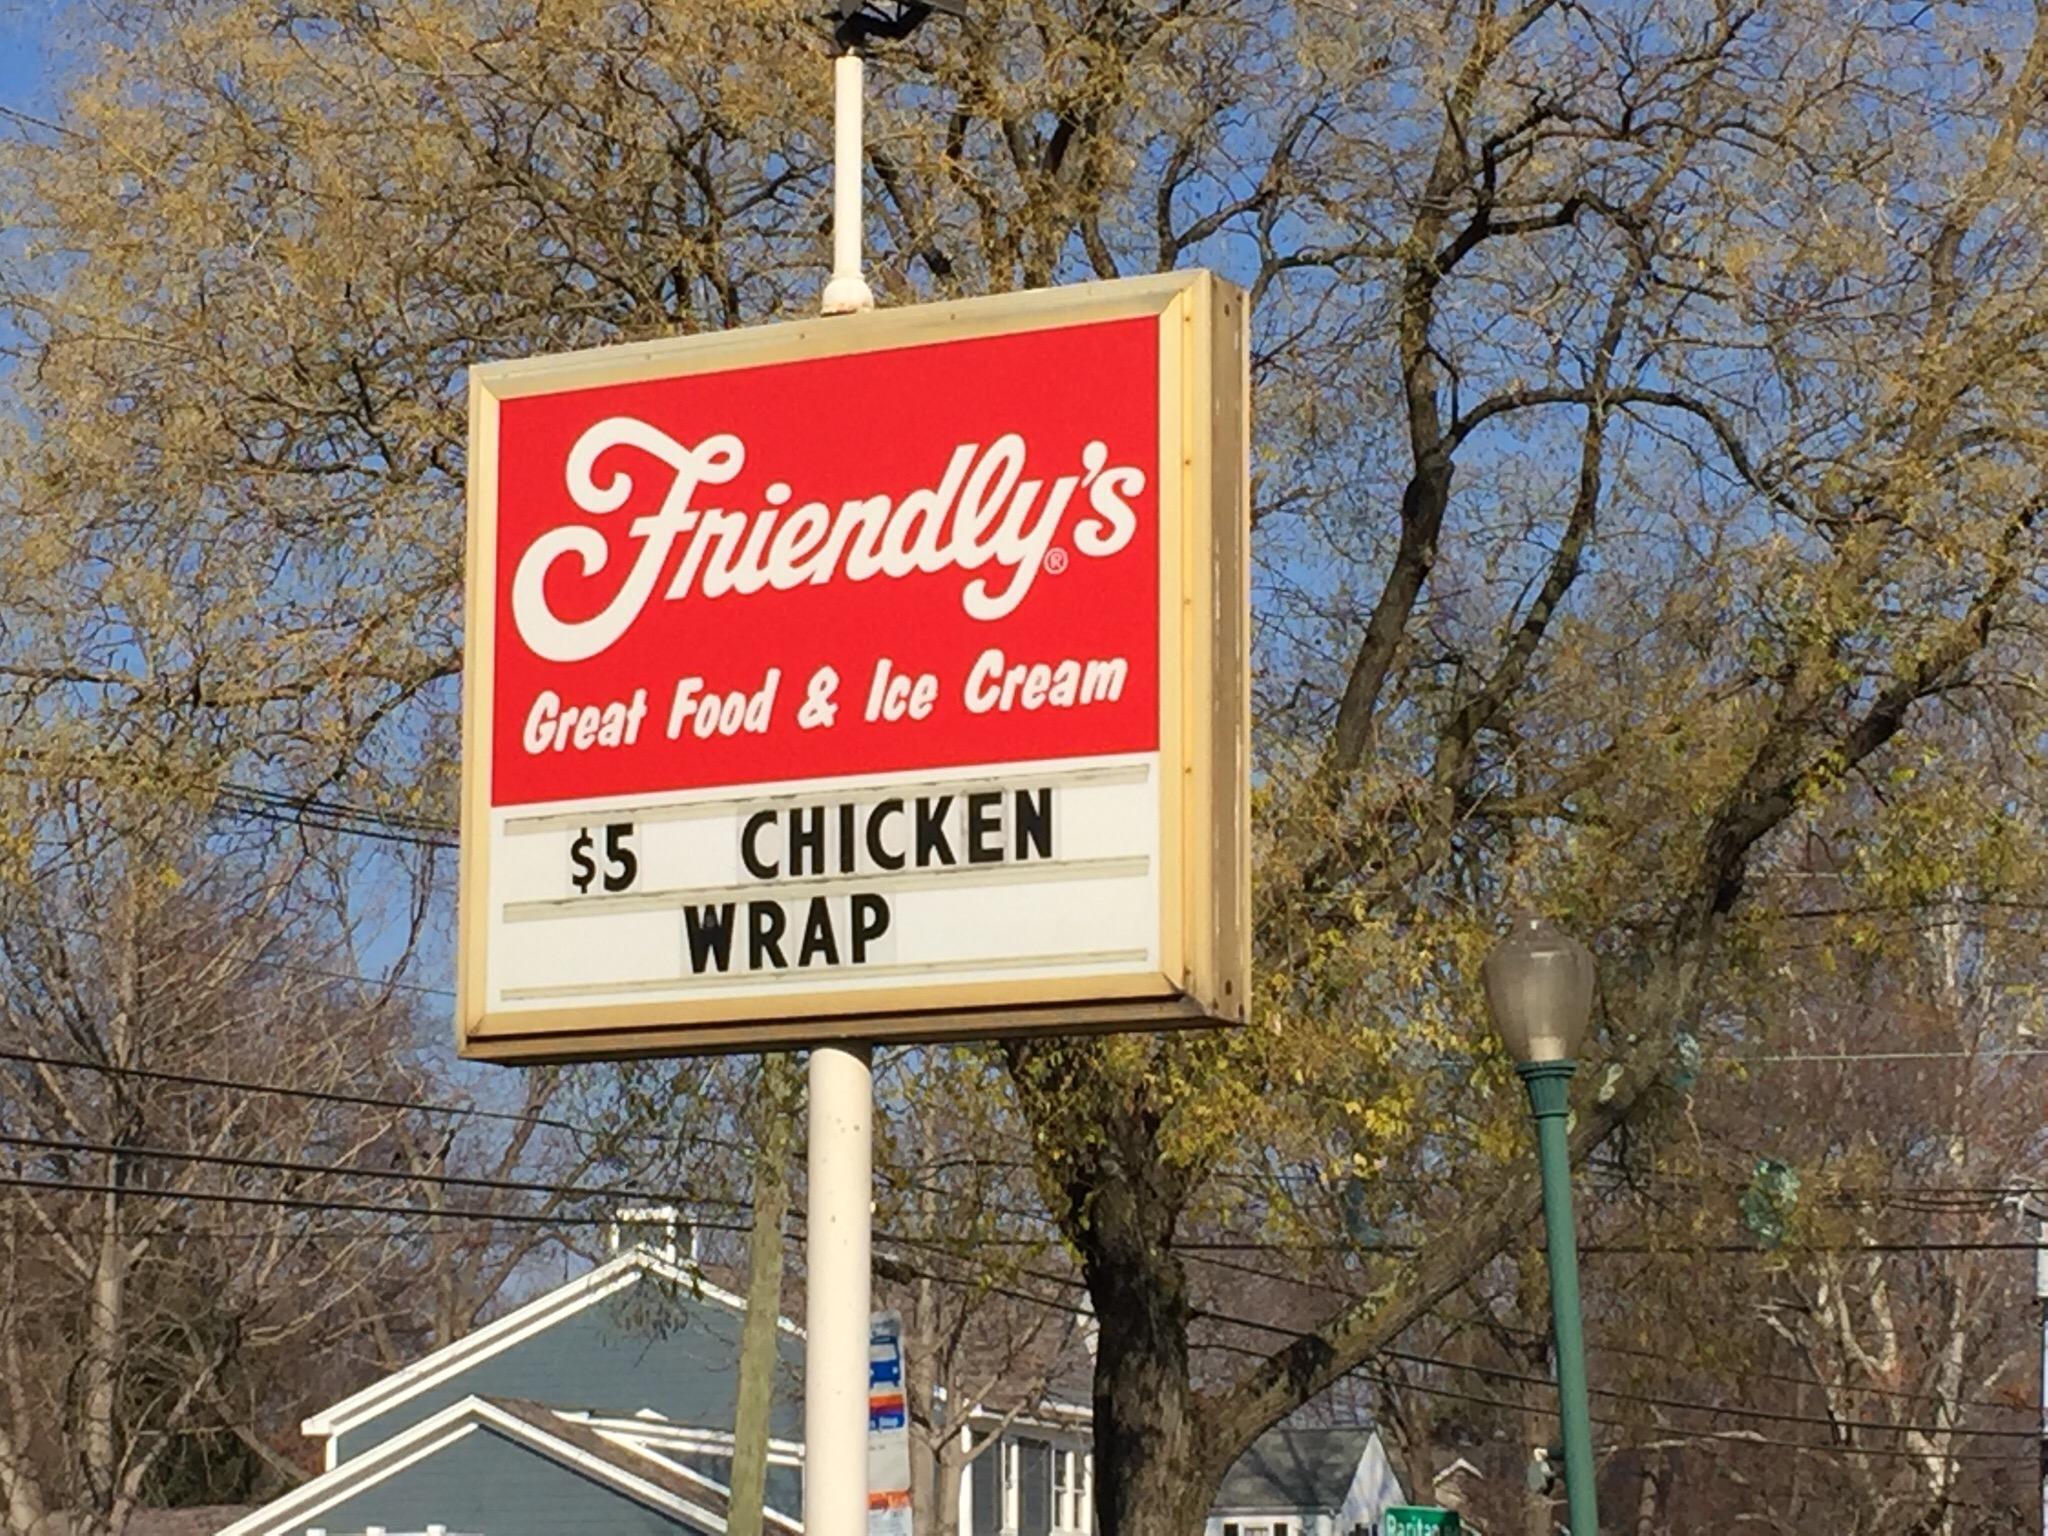 Friendly's®
Great Food & Ice Cream
$5 CHICKEN
WRAP